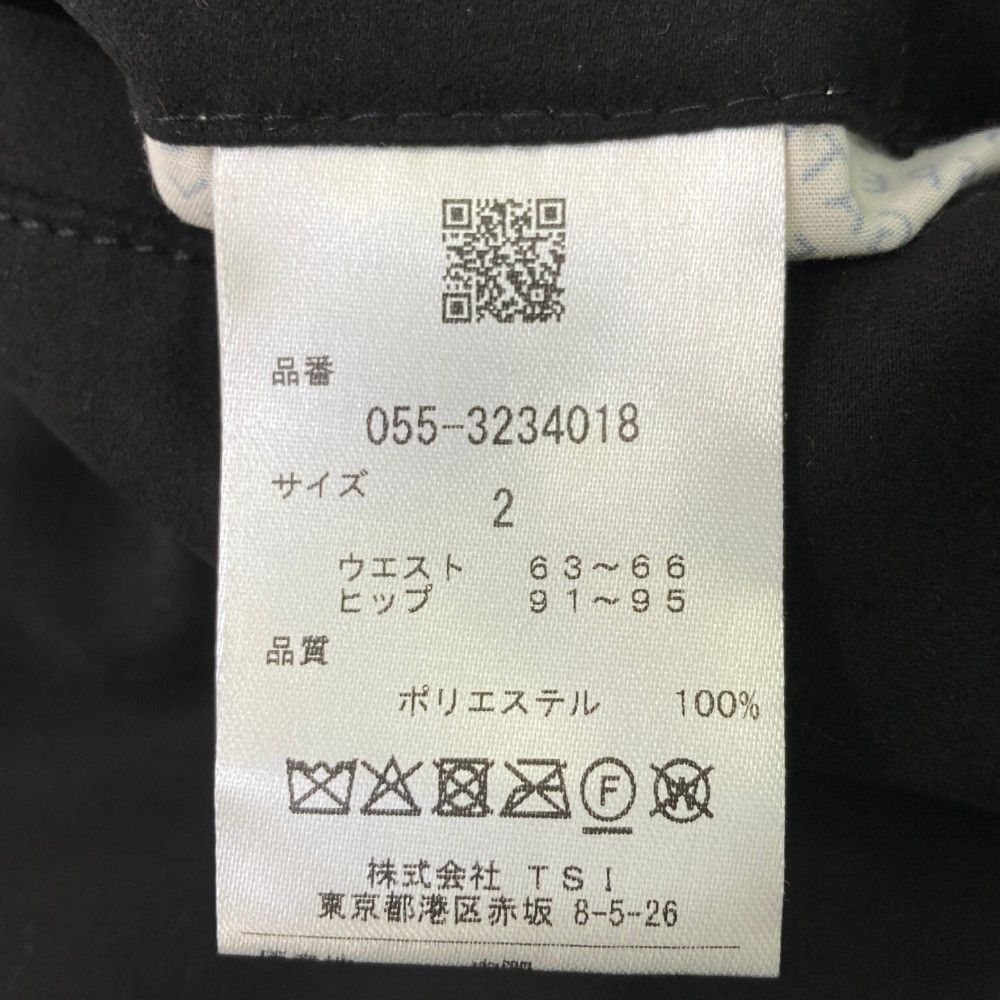 品番
055-3234018
サイズ
2
ウエスト 63～66
ヒップ 91～95
品質
ポリエステル 100%
F
W
株式会社 TSI
東京都港区赤坂 8-5-26